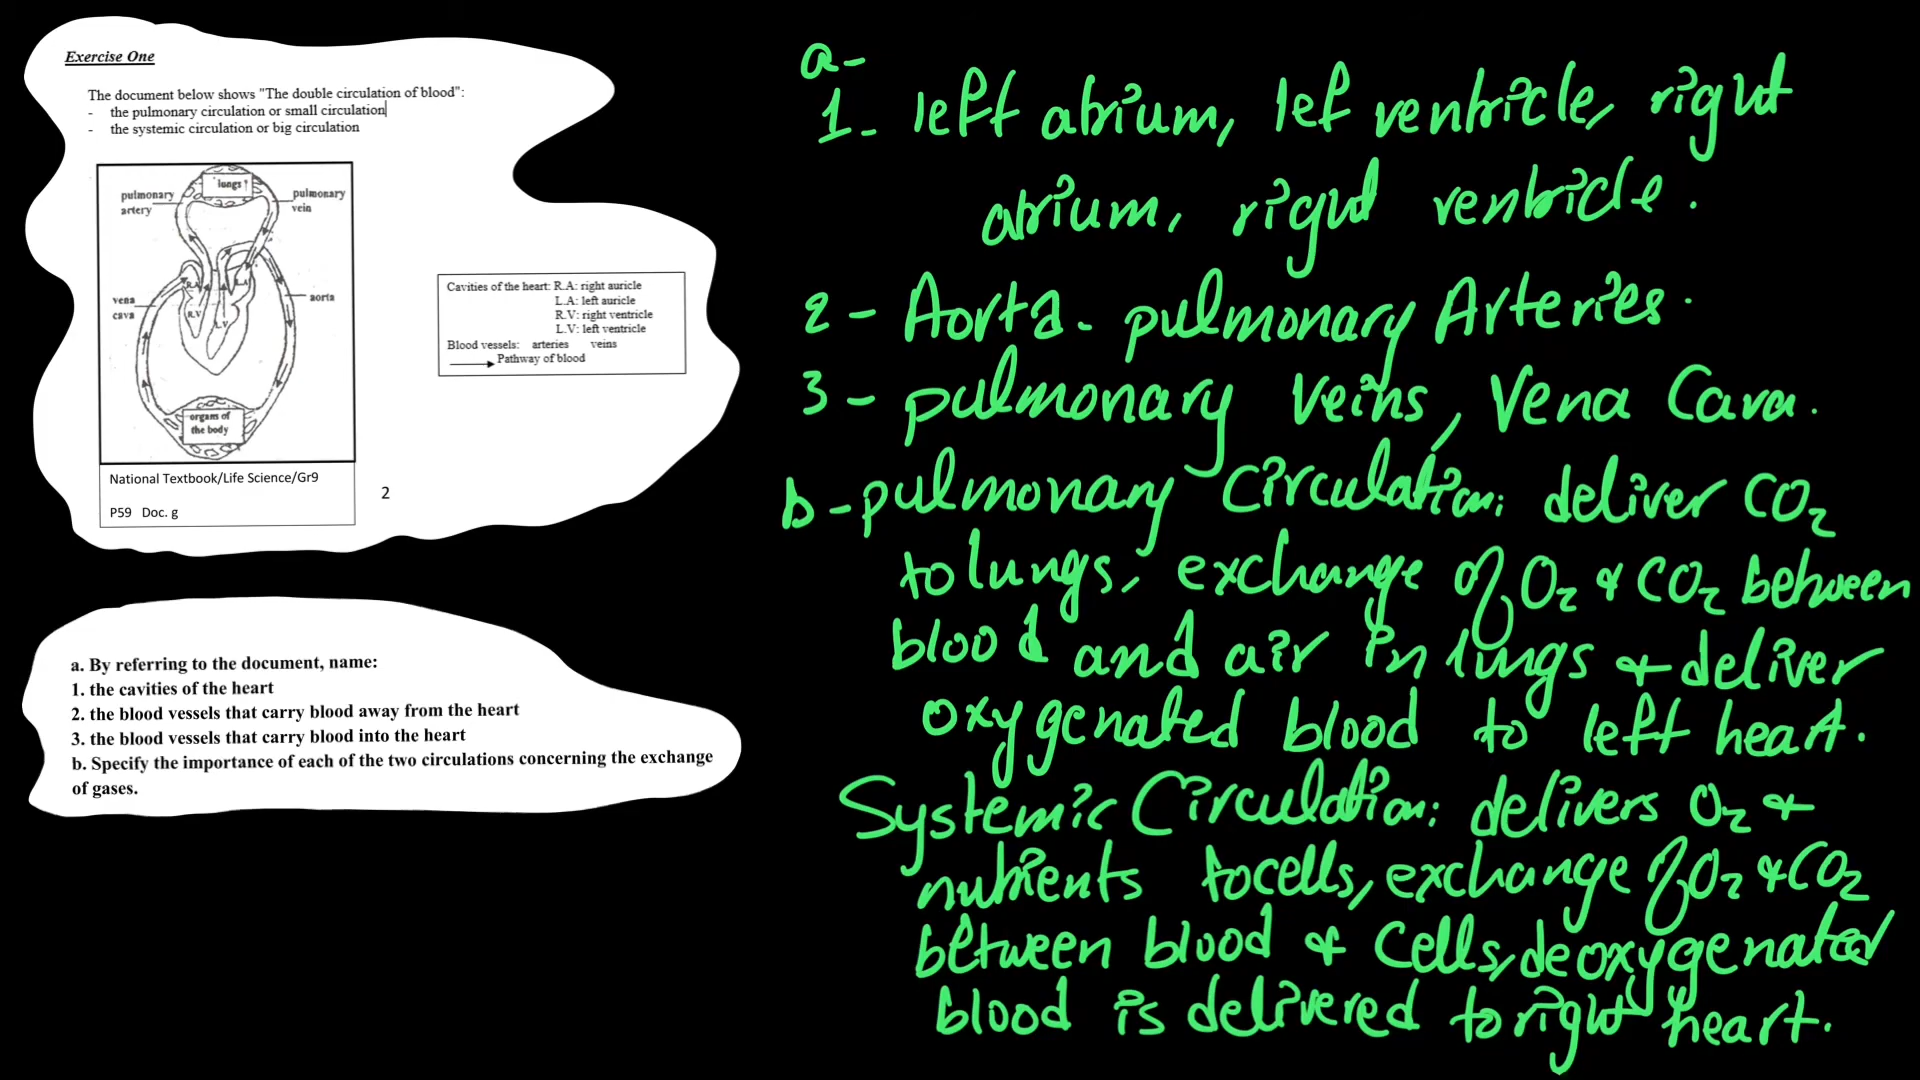 Exercise One
The document below shows "The double circulation of blood":
- the pulmonary circulation or small circulation
- the systemic circulation or big circulation
lungs
pulmonary
artery
pulmonary
vein
vena
cava
aorta
R.A
L.A
R.V
L.V
organs of
the body
National Textbook/Life Science/Gr9
P59 Doc. g
2
Cavities of the heart: R.A: right auricle
L.A: left auricle
R.V: right ventricle
L.V: left ventricle
Blood vessels: arteries veins
Pathway of blood
a. By referring to the document, name:
1. the cavities of the heart
2. the blood vessels that carry blood away from the heart
3. the blood vessels that carry blood into the heart
b. Specify the importance of each of the two circulations concerning the exchange
of gases.
a-
1- left atrium, lef ventricle, right
atrium, right ventricle.
2- Aorta - pulmonary Arteries.
3- pulmonary Veins, Vena Cava.
b- pulmonary Circulation: deliver CO₂
to lungs, exchange of O₂ & CO₂ between
blood and air in lungs & deliver
oxygenated blood to left heart.
Systemic Circulation: delivers O₂ &
nutrients to cells, exchange of O₂ & CO₂
between blood & Cells, deoxygenated
blood is delivered to right heart.